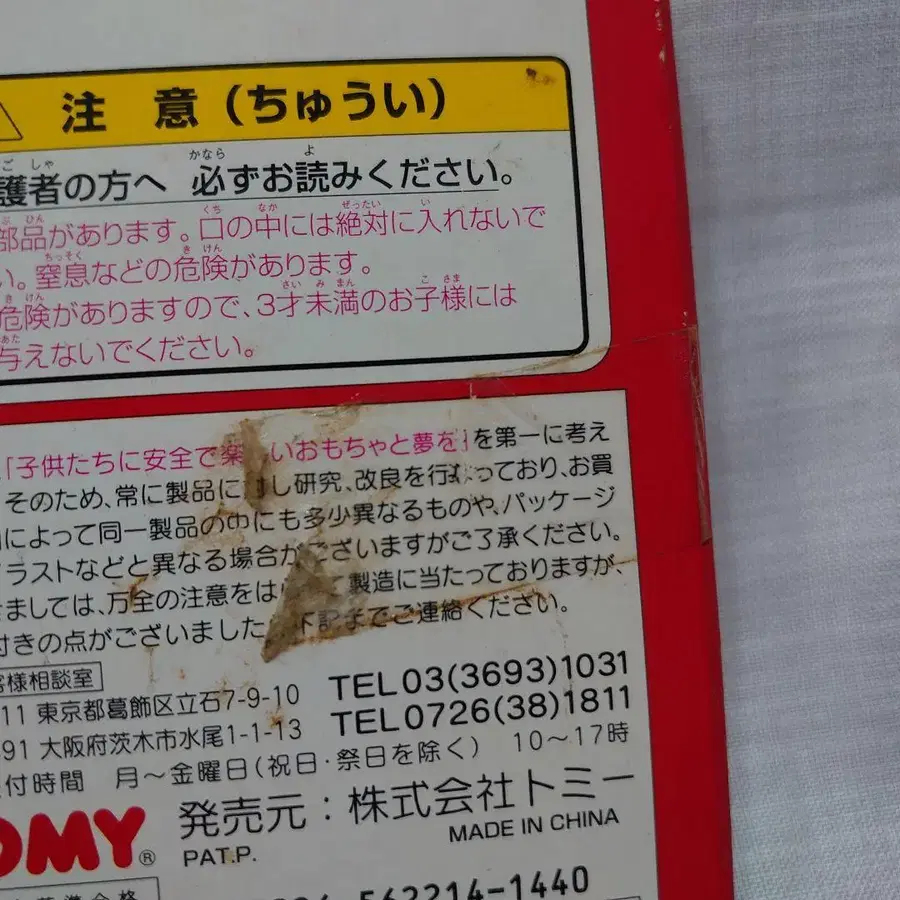 注 意（ちゅうい）
護者の方へ 必ずお読みください。
部品があります。口の中には絶対に入れないで
い。窒息などの危険があります。
危険がありますので、3才未満のお子様には
与えないでください。
「子供たちに安全で楽 いおもちゃと夢を」を第一に考え
そのため、常に製品に し研究、改良を行 っており、お買
によって同一製品の中にも多少異なるものや、パッケージ
ラストなどと異なる場合がございますがご了承ください。
きましては、万全の注意をは て製造に当たっておりますが、
付きの点がございました 下記までご連絡ください。
客様相談室
11 東京都葛飾区立石7-9-10 TEL03(3693)1031
91 大阪府茨木市水尾1-1-13 TEL0726(38)1811
付時間 月～金曜日(祝日·祭日を除く) 10～17時
OMY® 発売元：株式会社トミー
PAT.P. MADE IN CHINA
562214-1440